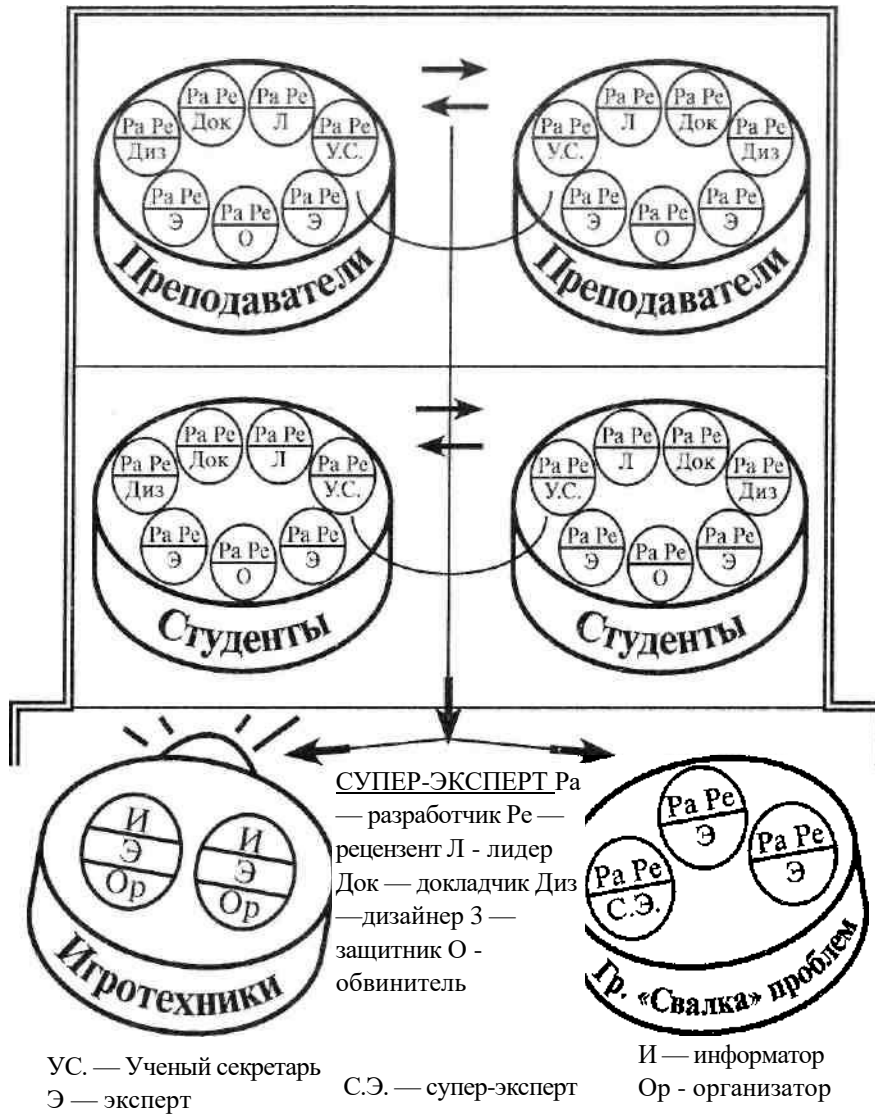 Ра Ре
Док
Ра Ре
Л
Ра Ре
Диз
Ра Ре
У.С.
Ра Ре
Э
Ра Ре
О
Ра Ре
Э
Преподаватели
Ра Ре
Л
Ра Ре
Док
Ра Ре
У.С.
Ра Ре
Диз
Ра Ре
Э
Ра Ре
О
Ра Ре
Э
Преподаватели
Ра Ре
Док
Ра Ре
Л
Ра Ре
Диз
Ра Ре
У.С.
Ра Ре
Э
Ра Ре
О
Ра Ре
Э
Студенты
Ра Ре
Л
Ра Ре
Док
Ра Ре
У.С.
Ра Ре
Диз
Ра Ре
Э
Ра Ре
О
Ра Ре
Э
Студенты
И
Э
Ор
И
Э
Ор
Игротехники
СУПЕР-ЭКСПЕРТ Ра
— разработчик Ре —
рецензент Л - лидер
Док — докладчик Диз
—дизайнер 3 —
защитник О -
обвинитель
Ра Ре
Э
Ра Ре
Э
Ра Ре
С.Э.
Гр. «Свалка» проблем
УС. — Ученый секретарь
Э — эксперт
С.Э. — супер-эксперт
И — информатор
Ор - организатор